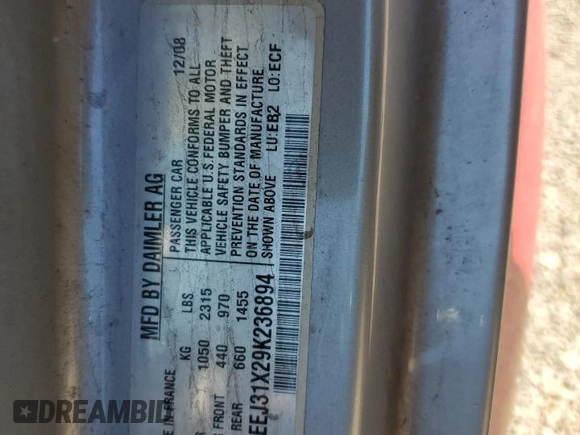 MFD BY DAIMLER AG
PASSENGER CAR 12/08
THIS VEHICLE CONFORMS TO ALL
APPLICABLE U.S. FEDERAL MOTOR
VEHICLE SAFETY BUMPER AND THEFT
PREVENTION STANDARDS IN EFFECT
ON THE DATE OF MANUFACTURE
SHOWN ABOVE LU:EB2 LO:ECF
IN FRANCE KG LBS
1050 2315
FRONT 440 970
REAR 660 1455
EEJ31X29K236894
AUTOBIDMASTER